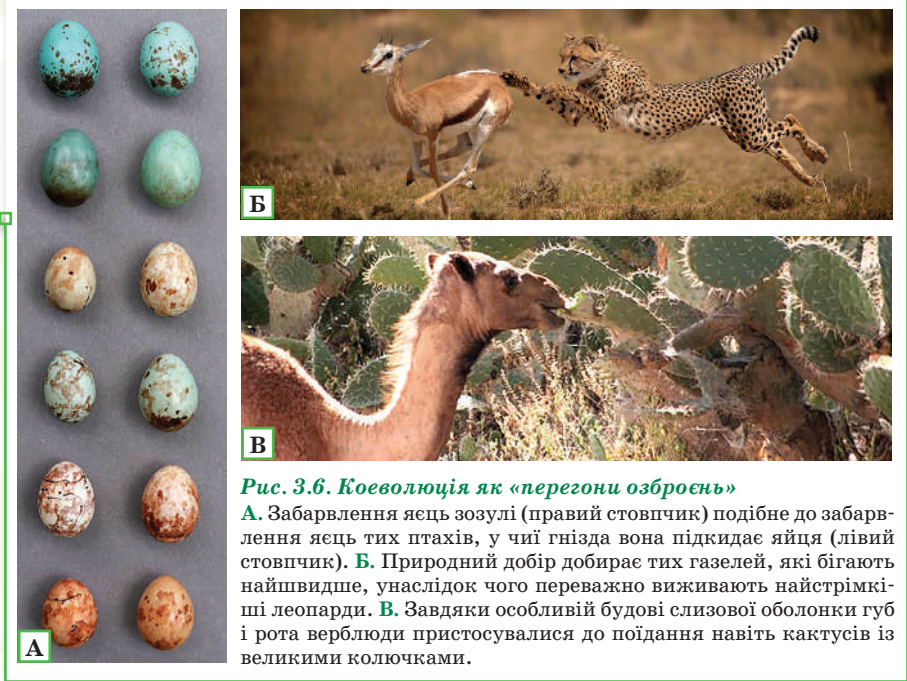 А
Б
В
Рис. 3.6. Коеволюція як «перегони озброєнь»
А. Забарвлення яєць зозулі (правий стовпчик) подібне до забарв-
лення яєць тих птахів, у чиї гнізда вона підкидає яйця (лівий
стовпчик). Б. Природний добір добирає тих газелей, які бігають
найшвидше, унаслідок чого переважно виживають найстрімкі-
ші леопарди. В. Завдяки особливій будові слизової оболонки губ
і рота верблюди пристосувалися до поїдання навіть кактусів із
великими колючками.